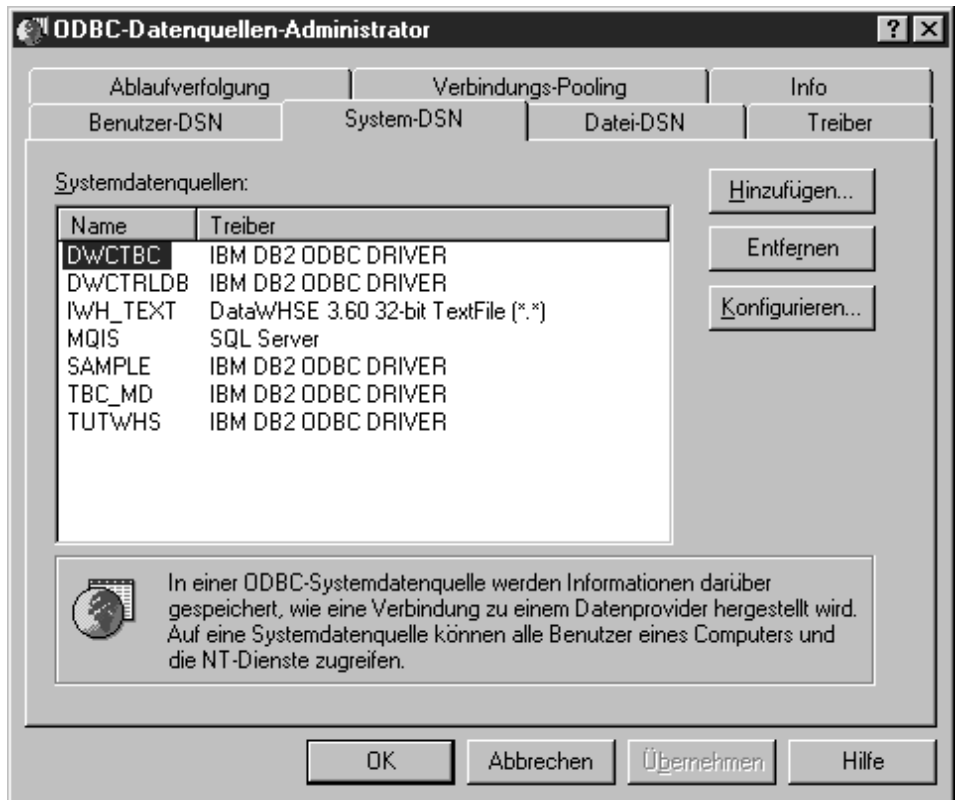 ODBC-Datenquellen-Administrator
Ablaufverfolgung Verbindungs-Pooling Info
Benutzer-DSN System-DSN Datei-DSN Treiber
Systemdatenquellen:
Hinzufügen...
Name Treiber
DWCTBC IBM DB2 ODBC DRIVER
Entfernen
DWCTRLDB IBM DB2 ODBC DRIVER
IWH_TEXT DataWHSE 3.60 32-bit TextFile (*.*)
Konfigurieren...
MQIS SQL Server
SAMPLE IBM DB2 ODBC DRIVER
TBC_MD IBM DB2 ODBC DRIVER
TUTWHS IBM DB2 ODBC DRIVER
In einer ODBC-Systemdatenquelle werden Informationen darüber
gespeichert, wie eine Verbindung zu einem Datenprovider hergestellt wird.
Auf eine Systemdatenquelle können alle Benutzer eines Computers und
die NT-Dienste zugreifen.
OK Abbrechen Übernehmen Hilfe